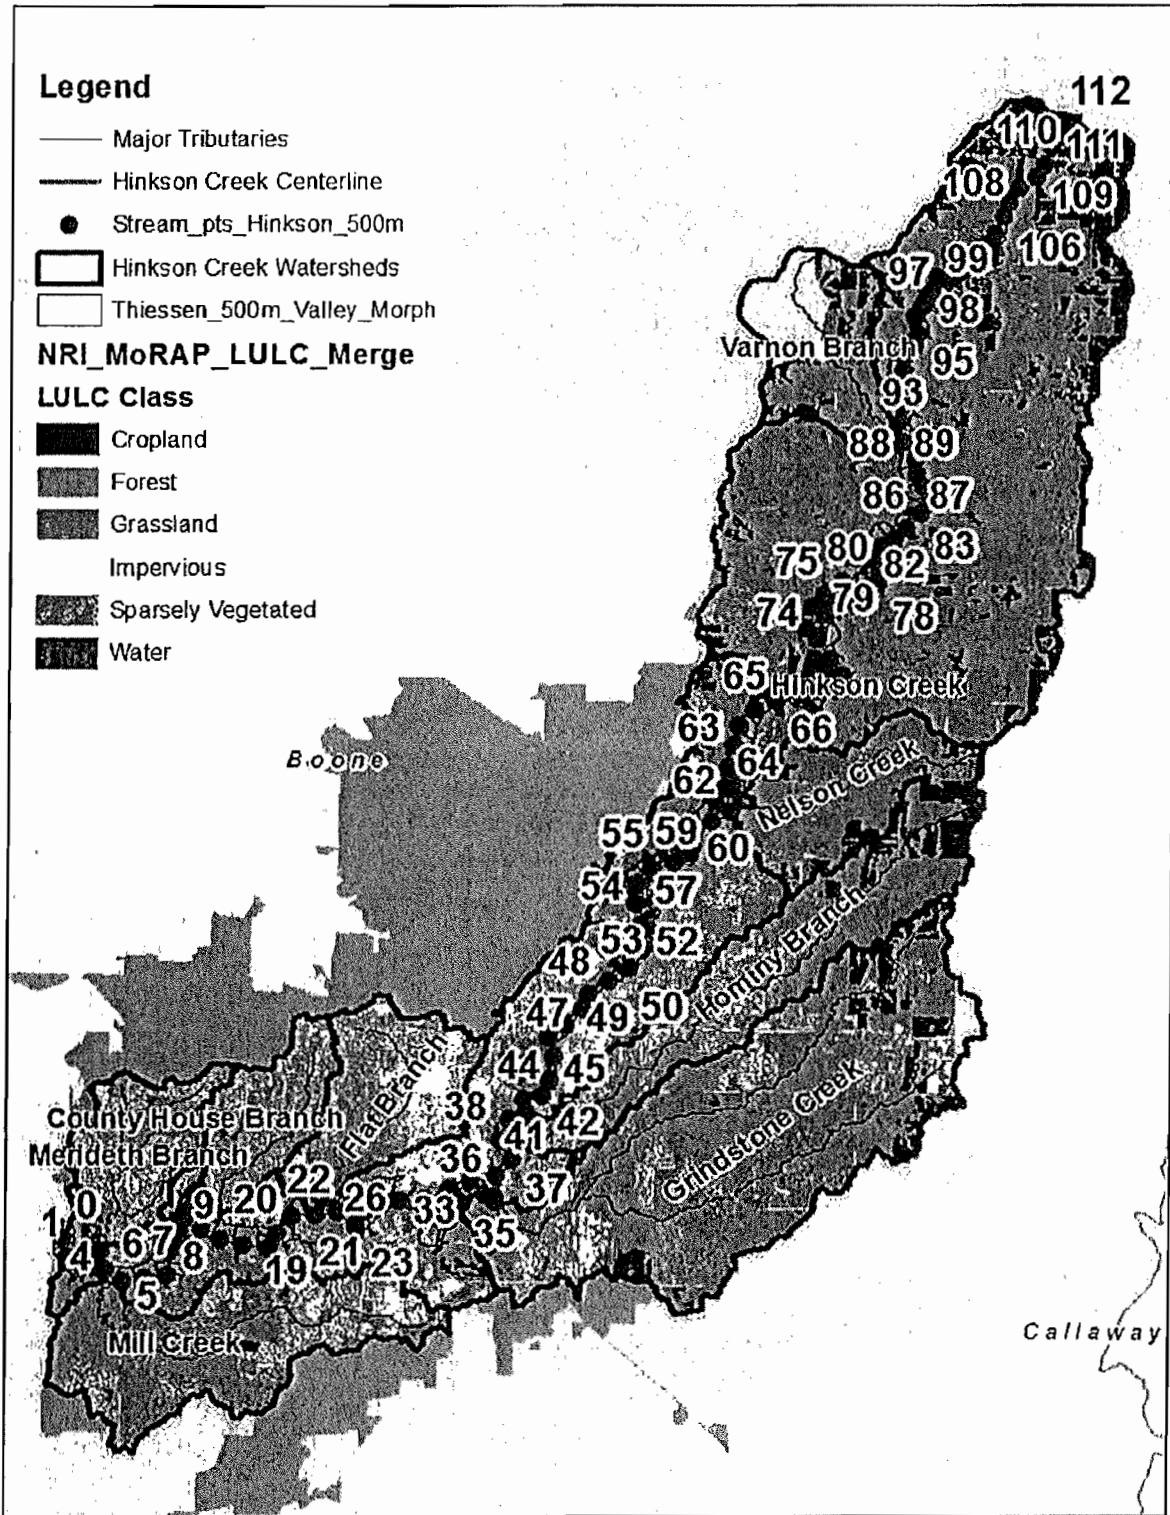 Legend
Major Tributaries
Hinkson Creek Centerline
Stream_pts_Hinkson_500m
Hinkson Creek Watersheds
Thiessen_500m_Valley_Morph
NRI_MoRAP_LULC_Merge
LULC Class
Cropland
Forest
Grassland
Impervious
Sparsely Vegetated
Water
112
110
111
108
109
106
99
97
98
Varnon Branch
95
93
88
89
86
87
80
83
75
82
79
74
78
65
Hinkson Creek
63
66
Boone
64
62
Nelson Creek
55
59
60
54
57
53
52
48
Hominy Branch
50
47
49
44
45
Flat Branch
38
Grindstone Creek
County House Branch
42
41
Merideth Branch
36
22
37
26
20
9
0
33
1
6
7
35
8
4
21
23
19
5
Mill Creek
Callaway